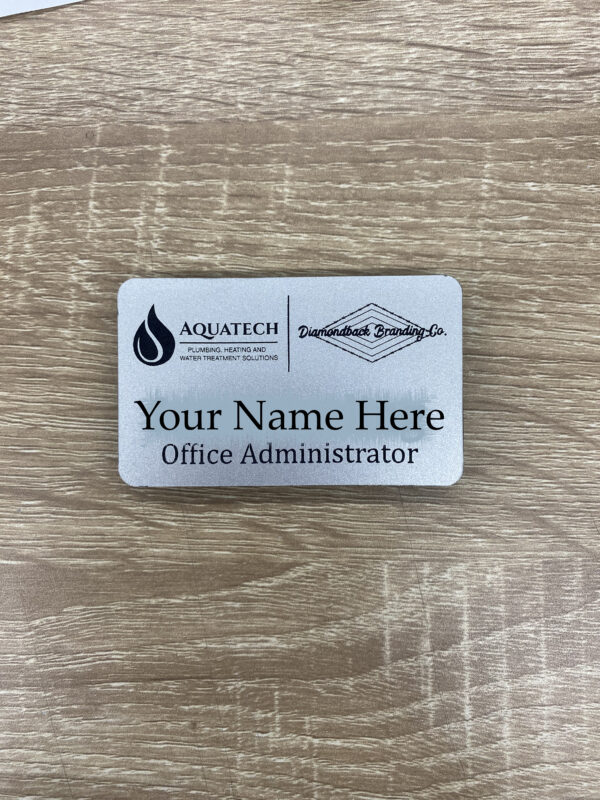 AQUATECH
PLUMBING, HEATING AND
WATER TREATMENT SOLUTIONS
Diamondback Branding Co.
Your Name Here
Office Administrator